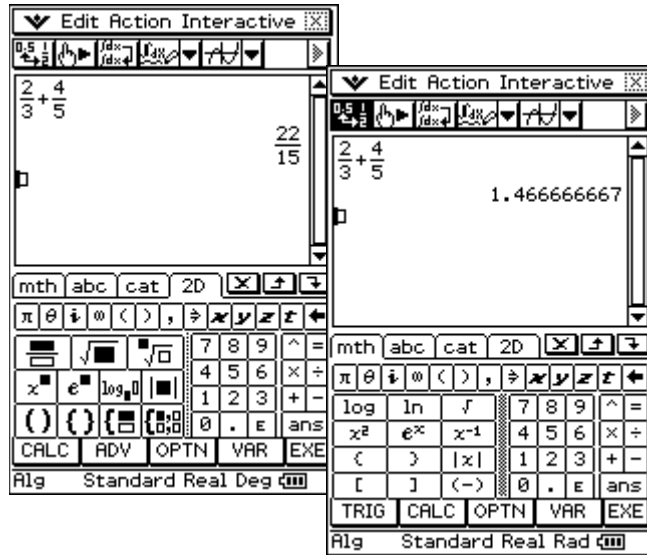 Edit Action Interactive
2/3+4/5
22/15
mth abc cat 2D
π θ i ∞ ( ) , ⇒ x y z t ←
7 8 9 ^ =
x■ e■ log■□ |■| 4 5 6 × ÷
1 2 3 + −
() {} 0 . E ans
CALC ADV OPTN VAR EXE
Alg Standard Real Deg
Edit Action Interactive
2/3+4/5
1.466666667
mth abc cat 2D
π θ i ∞ ( ) , ⇒ x y z t ←
log ln √ 7 8 9 ^ =
x² eˣ x⁻¹ 4 5 6 × ÷
( ) |x| 1 2 3 + −
[ ] (−) 0 . E ans
TRIG CALC OPTN VAR EXE
Alg Standard Real Rad